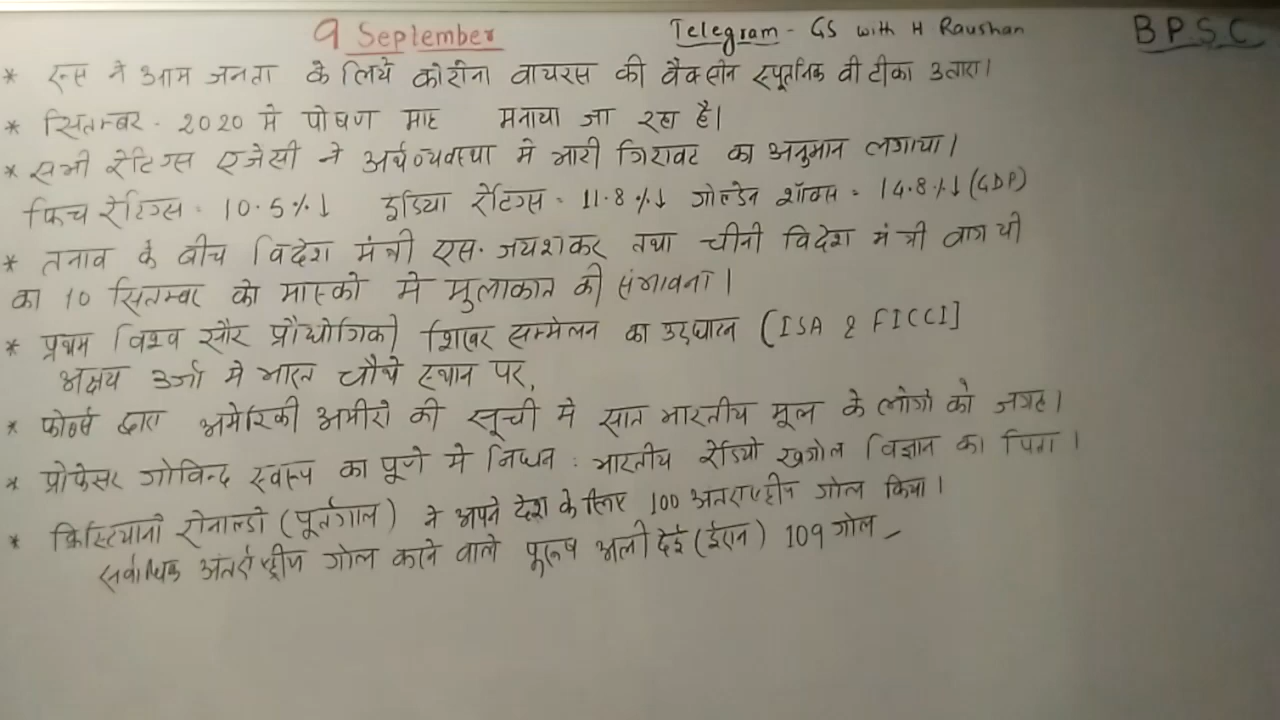 9 September Telegram - GS with H Raushan BPSC
* रूस ने आम जनता के लिये कोरोना वायरस की वैक्सीन स्पूतनिक वी टीका उतारा।
* सितम्बर - 2020 मे पोषण माह मनाया जा रहा है।
* सभी रेटिंग्स एजेंसी ने अर्थव्यवस्था मे भारी गिरावट का अनुमान लगाया।
फिच रेटिंग्स - 10.5%↓ इंडिया रेटिंग्स - 11.8%↓ गोल्डेन शॉक्स - 14.8%↓ (GDP)
* तनाव के बीच विदेश मंत्री एस. जयशंकर तथा चीनी विदेश मंत्री वांग यी
का 10 सितम्बर को मास्को मे मुलाकात की संभावना।
* प्रथम विश्व सौर प्रौद्योगिकी शिखर सम्मेलन का उदघाटन (ISA & FICCI]
अक्षय उर्जा मे भारत चौथे स्थान पर,
* फोर्ब्स द्वारा अमेरिकी अमीरो की सूची मे सात भारतीय मूल के लोगो को जगह।
* प्रोफेसर गोविन्द स्वरूप का पूणे मे निधन : भारतीय रेडियो खगोल विज्ञान का पिता।
* क्रिस्टियानो रोनाल्डो (पूर्तगाल) ने अपने देश के लिए 100 अंतराष्ट्रीय गोल किया।
सर्वाधिक अंतर्राष्ट्रीय गोल करने वाले पुरूष अली देई (ईरान) 109 गोल